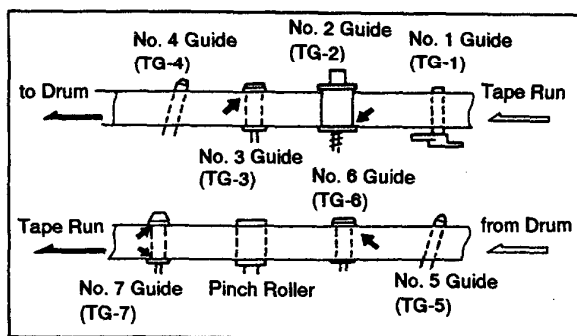 No. 4 Guide
(TG-4)
No. 2 Guide
(TG-2)
No. 1 Guide
(TG-1)
to Drum
Tape Run
No. 3 Guide
(TG-3)
No. 6 Guide
(TG-6)
Tape Run
from Drum
No. 7 Guide
(TG-7)
Pinch Roller
No. 5 Guide
(TG-5)